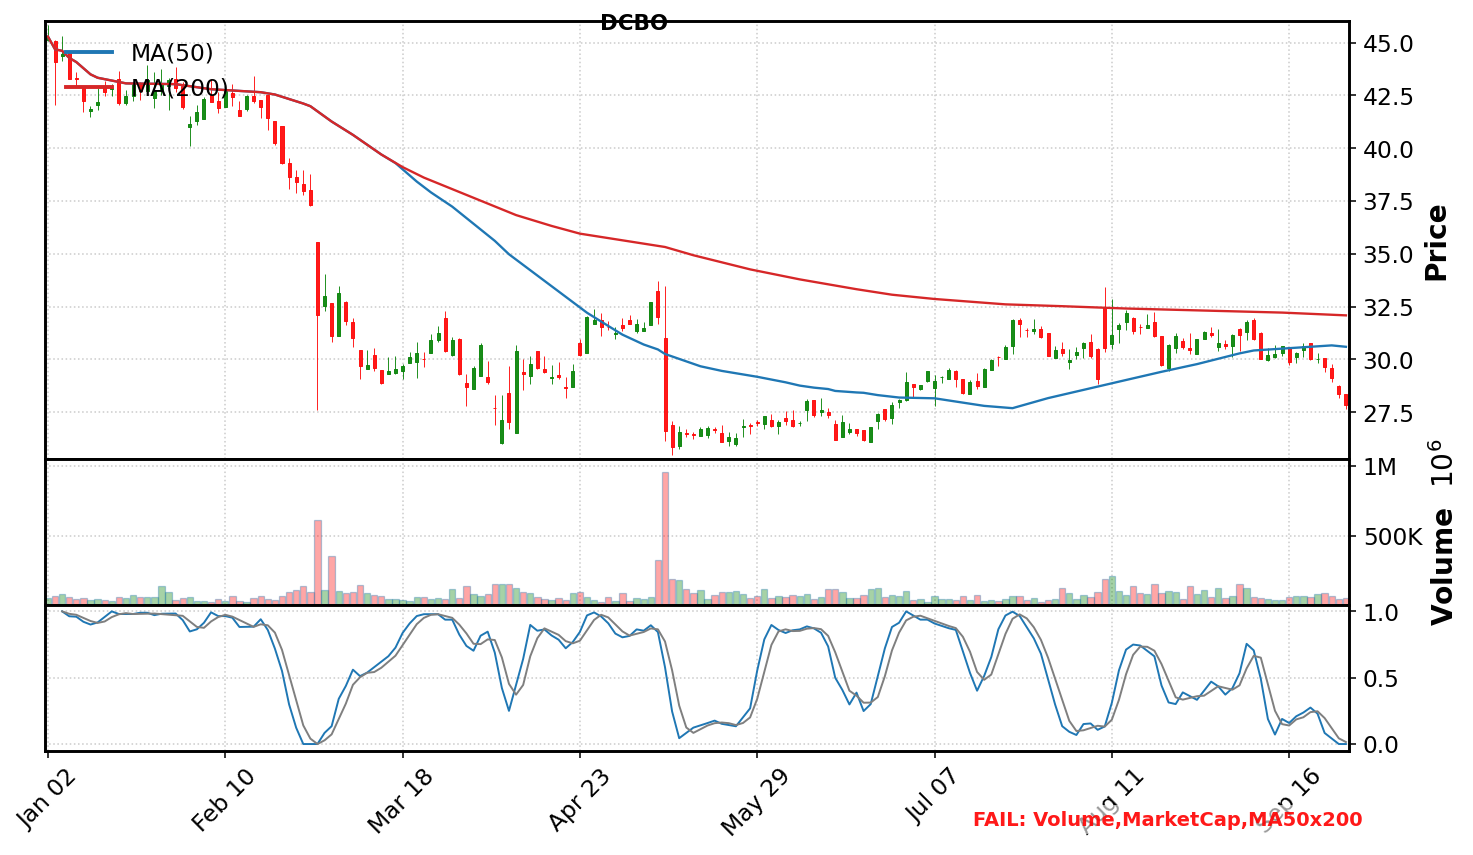 DCBO
MA(50)
MA(200)
45.0
42.5
40.0
37.5
35.0
32.5
30.0
27.5
Price
1M
500K
Volume 10^6
1.0
0.5
0.0
Jan 02
Feb 10
Mar 18
Apr 23
May 29
Jul 07
Aug 11
Sep 16
FAIL: Volume,MarketCap,MA50x200